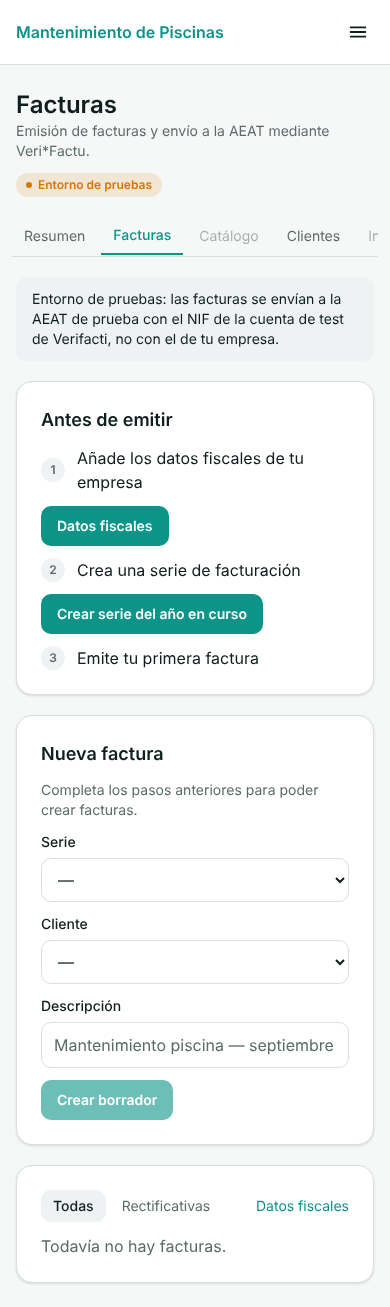 Mantenimiento de Piscinas
Facturas
Emisión de facturas y envío a la AEAT mediante
Veri*Factu.
Entorno de pruebas
Resumen Facturas Catálogo Clientes
Entorno de pruebas: las facturas se envían a la
AEAT de prueba con el NIF de la cuenta de test
de Verifacti, no con el de tu empresa.
Antes de emitir
1 Añade los datos fiscales de tu
empresa
Datos fiscales
2 Crea una serie de facturación
Crear serie del año en curso
3 Emite tu primera factura
Nueva factura
Completa los pasos anteriores para poder
crear facturas.
Serie
—
Cliente
—
Descripción
Mantenimiento piscina — septiembre
Crear borrador
Todas Rectificativas Datos fiscales
Todavía no hay facturas.